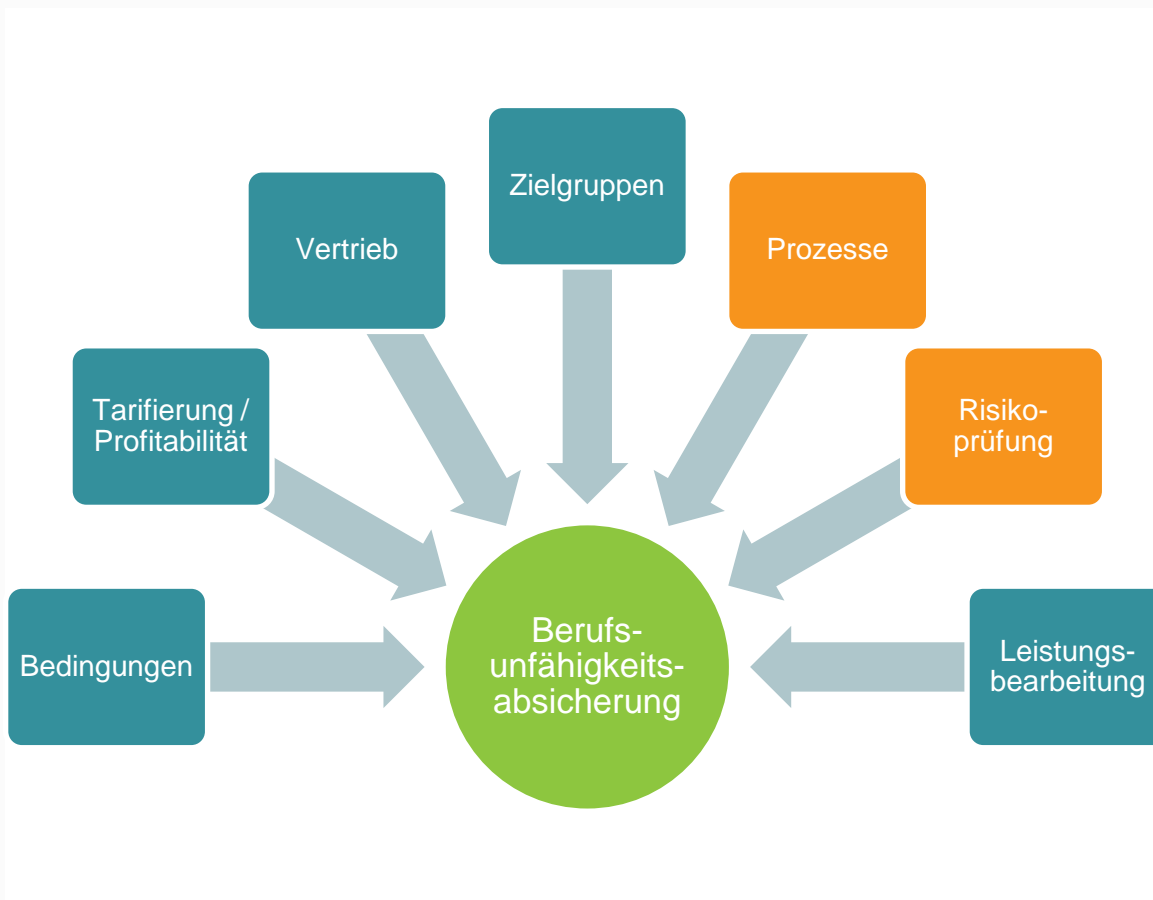 Zielgruppen
Vertrieb
Prozesse
Tarifierung /
Profitabilität
Risiko-
prüfung
Bedingungen
Berufs-
unfähigkeits-
absicherung
Leistungs-
bearbeitung